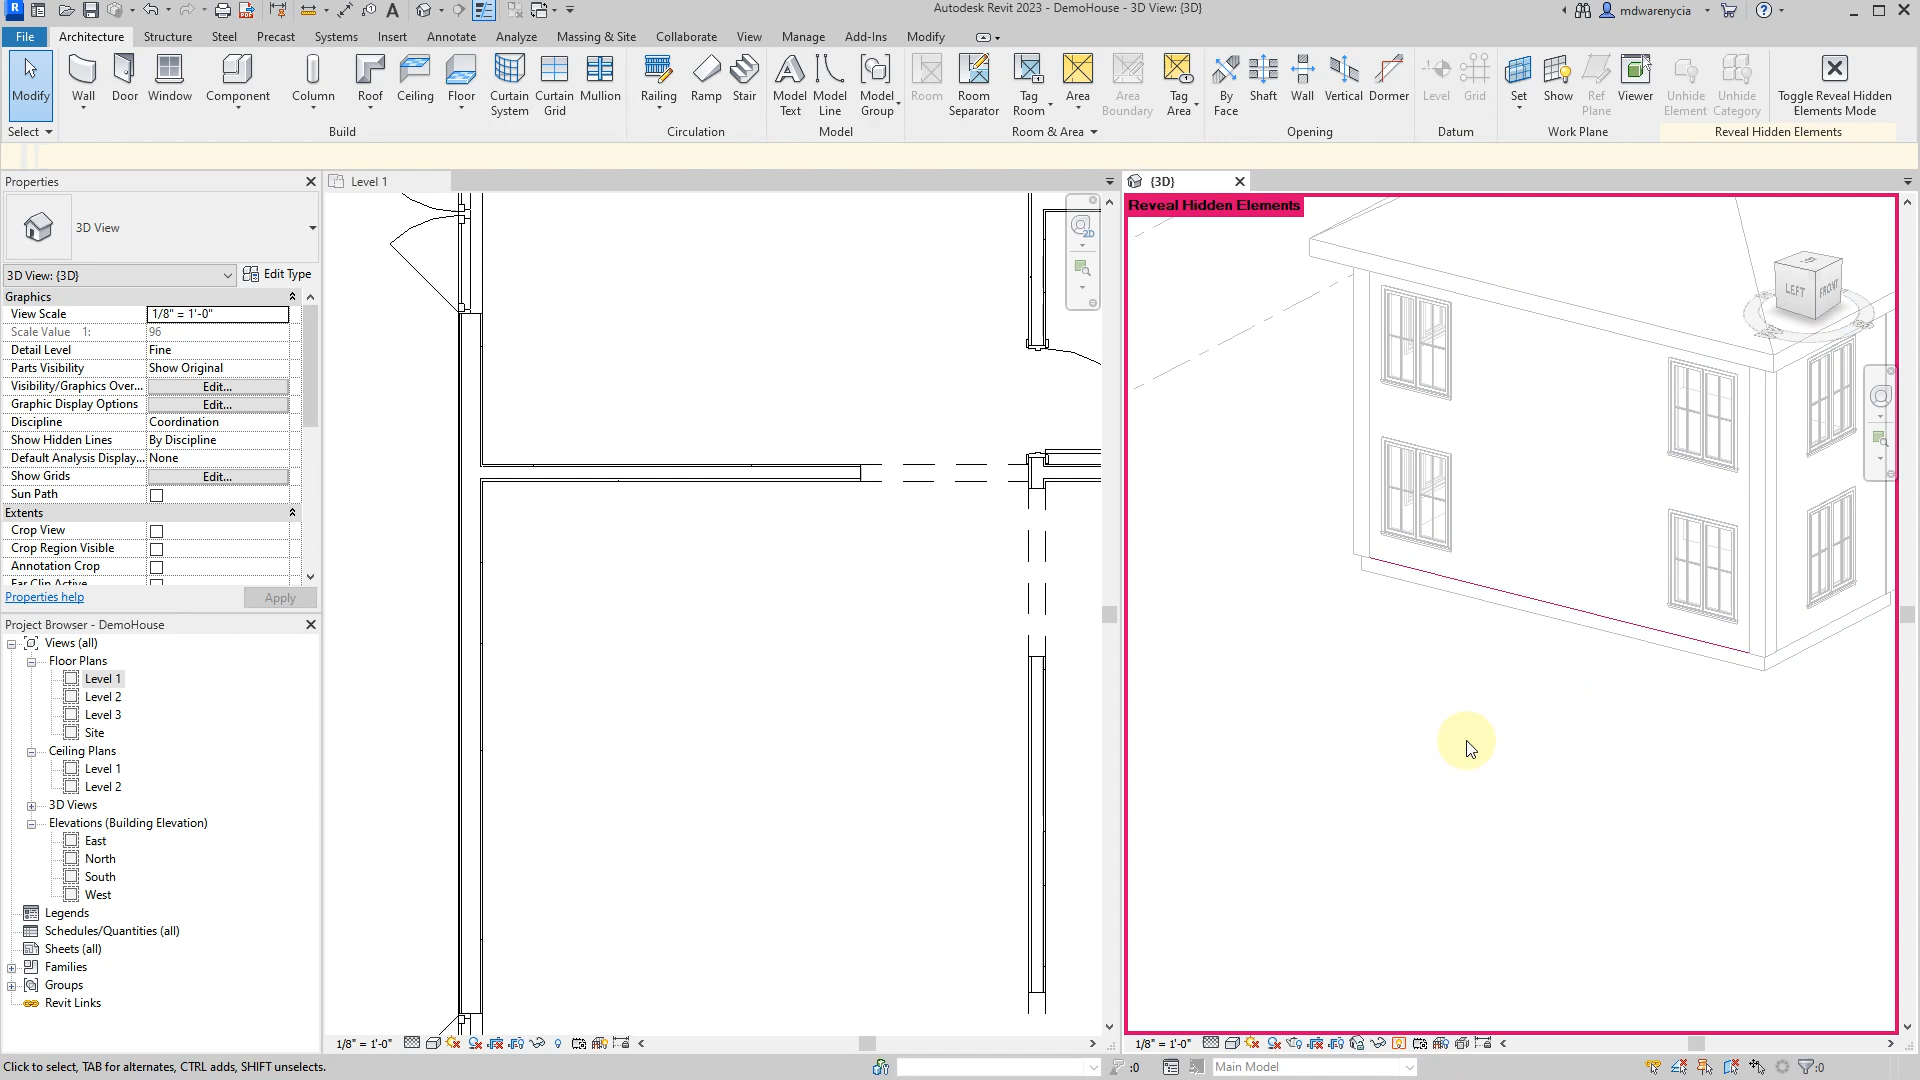 Autodesk Revit 2023 - DemoHouse - 3D View: {3D}
mdwarenycia
File
Architecture
Structure
Steel
Precast
Systems
Insert
Annotate
Analyze
Massing & Site
Collaborate
View
Manage
Add-Ins
Modify
Modify
Wall
Door
Window
Component
Column
Roof
Ceiling
Floor
Curtain System
Curtain Grid
Mullion
Railing
Ramp
Stair
Model Text
Model Line
Model Group
Room
Room Separator
Tag Room
Area
Area Boundary
Tag Area
By Face
Shaft
Wall
Vertical
Dormer
Level
Grid
Set
Show
Ref Plane
Viewer
Unhide Element
Unhide Category
Toggle Reveal Hidden Elements Mode
Select
Build
Circulation
Model
Room & Area
Opening
Datum
Work Plane
Reveal Hidden Elements
Properties
3D View
3D View: {3D}
Edit Type
Graphics
View Scale 1/8" = 1'-0"
Scale Value 1: 96
Detail Level Fine
Parts Visibility Show Original
Visibility/Graphics Over... Edit...
Graphic Display Options Edit...
Discipline Coordination
Show Hidden Lines By Discipline
Default Analysis Display... None
Show Grids Edit...
Sun Path
Extents
Crop View
Crop Region Visible
Annotation Crop
Far Clip Active
Properties help
Apply
Project Browser - DemoHouse
Views (all)
Floor Plans
Level 1
Level 2
Level 3
Site
Ceiling Plans
Level 1
Level 2
3D Views
Elevations (Building Elevation)
East
North
South
West
Legends
Schedules/Quantities (all)
Sheets (all)
Families
Groups
Revit Links
Level 1
2D
1/8" = 1'-0"
{3D}
Reveal Hidden Elements
LEFT
FRONT
1/8" = 1'-0"
Click to select, TAB for alternates, CTRL adds, SHIFT unselects.
:0
Main Model
:0